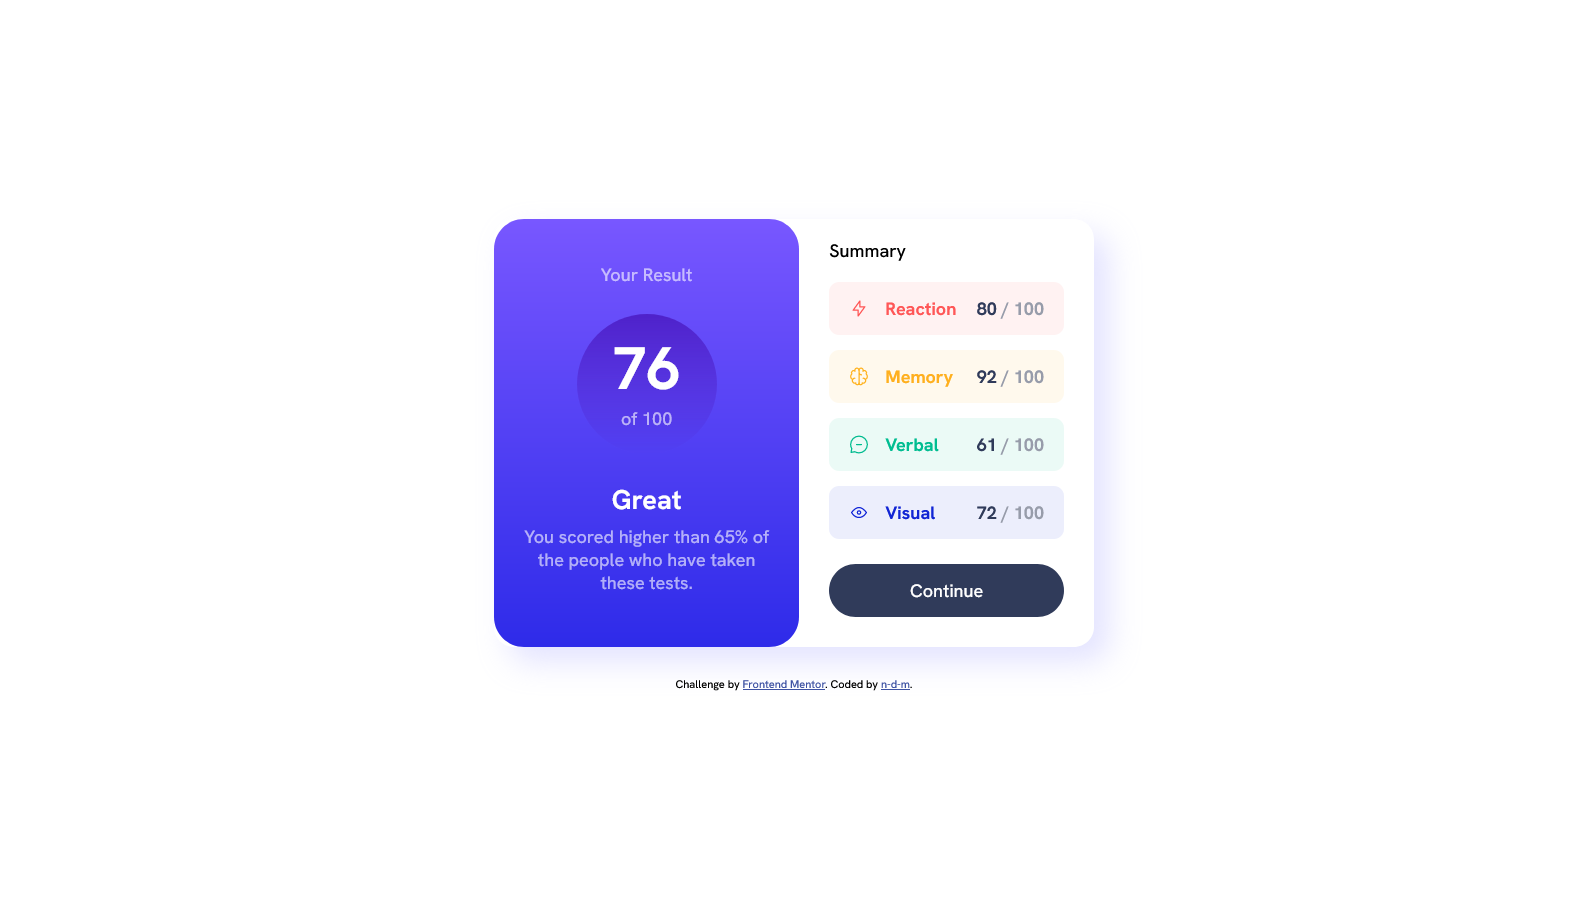 Your Result
76
of 100
Great
You scored higher than 65% of
the people who have taken
these tests.
Summary
Reaction 80 / 100
Memory 92 / 100
Verbal 61 / 100
Visual 72 / 100
Continue
Challenge by Frontend Mentor. Coded by n-d-m.